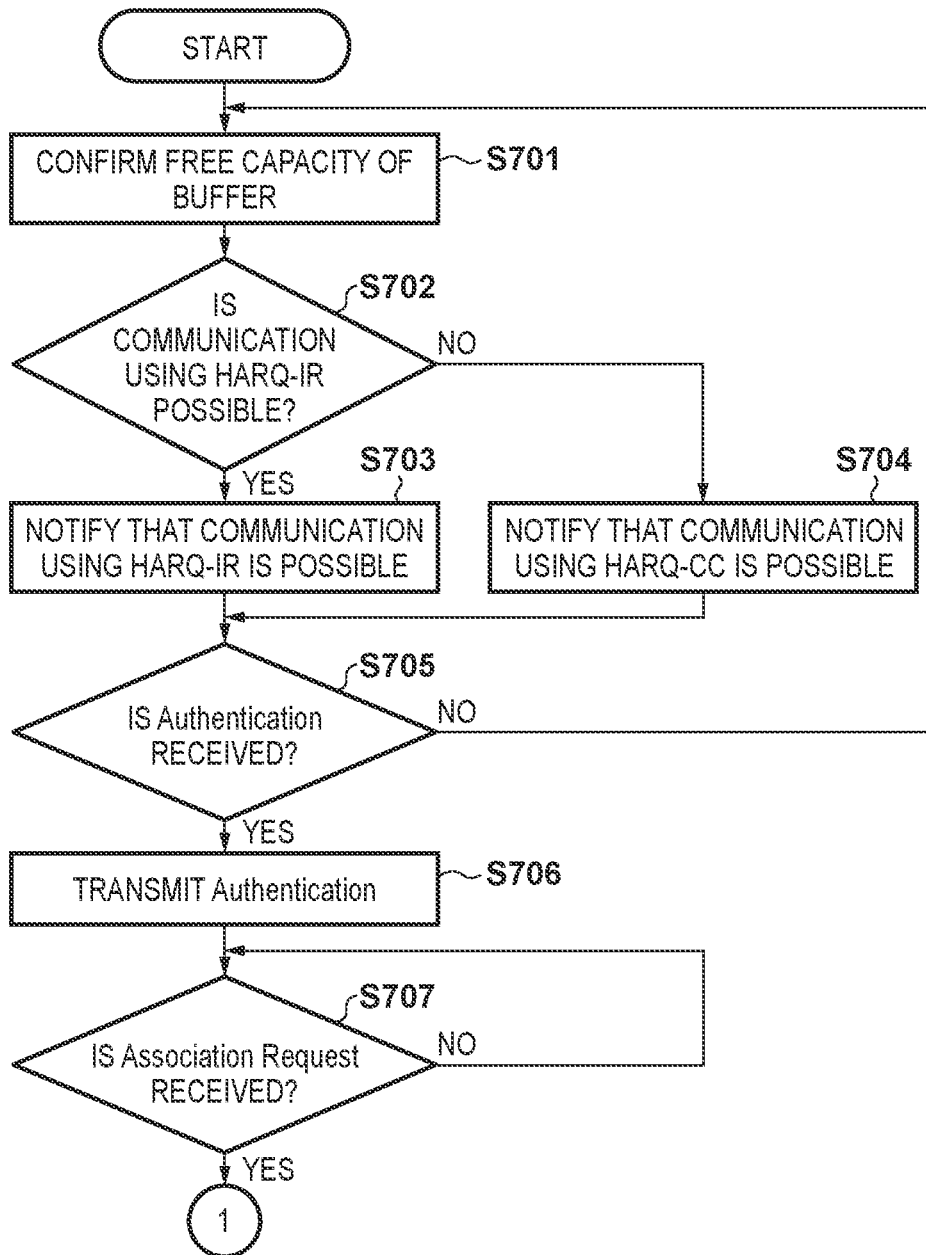 START
CONFIRM FREE CAPACITY OF
BUFFER
S701
S702
IS
COMMUNICATION
USING HARQ-IR
POSSIBLE?
NO
YES
S703
NOTIFY THAT COMMUNICATION
USING HARQ-IR IS POSSIBLE
S704
NOTIFY THAT COMMUNICATION
USING HARQ-CC IS POSSIBLE
S705
IS Authentication
RECEIVED?
NO
YES
TRANSMIT Authentication
S706
S707
IS Association Request
RECEIVED?
NO
YES
1